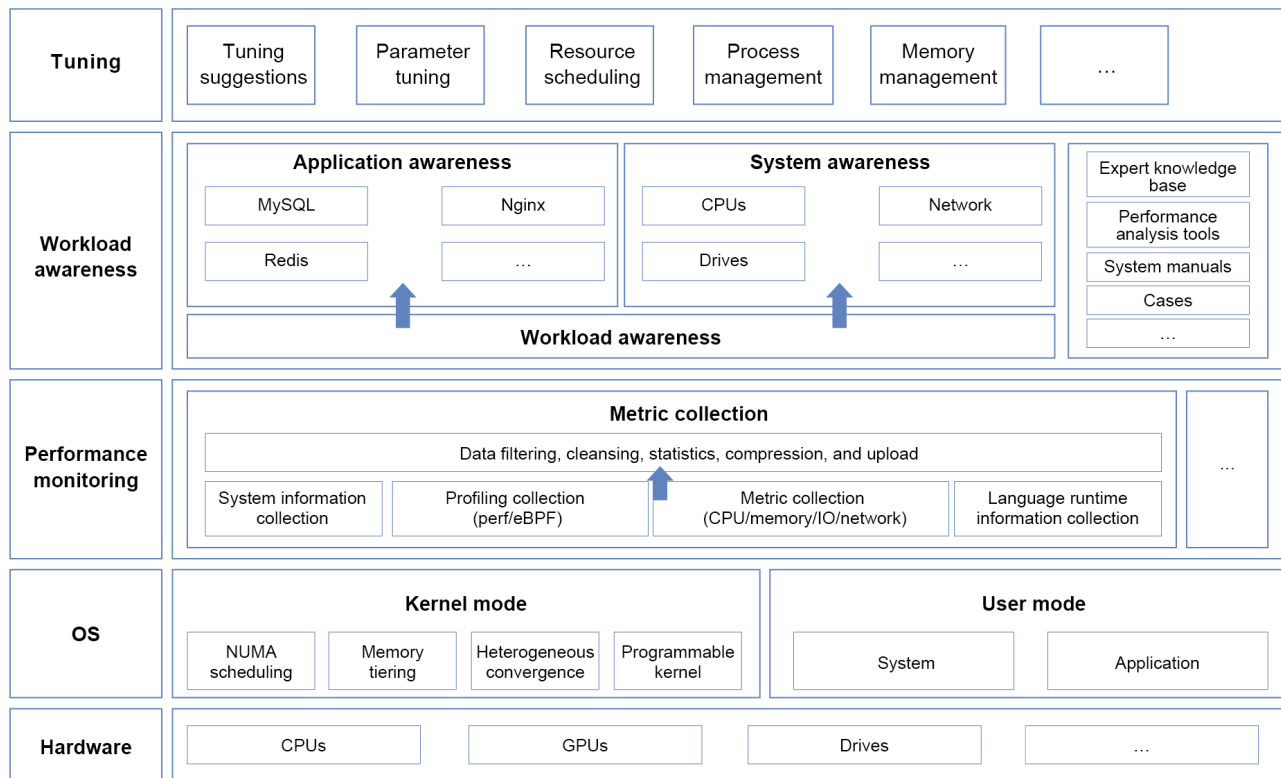 Tuning
Tuning
suggestions
Parameter
tuning
Resource
scheduling
Process
management
Memory
management
…
Workload
awareness
Application awareness
MySQL
Nginx
Redis
…
System awareness
CPUs
Network
Drives
…
Workload awareness
Expert knowledge
base
Performance
analysis tools
System manuals
Cases
…
Performance
monitoring
Metric collection
Data filtering, cleansing, statistics, compression, and upload
System information
collection
Profiling collection
(perf/eBPF)
Metric collection
(CPU/memory/IO/network)
Language runtime
information collection
…
OS
Kernel mode
NUMA
scheduling
Memory
tiering
Heterogeneous
convergence
Programmable
kernel
User mode
System
Application
Hardware
CPUs
GPUs
Drives
…